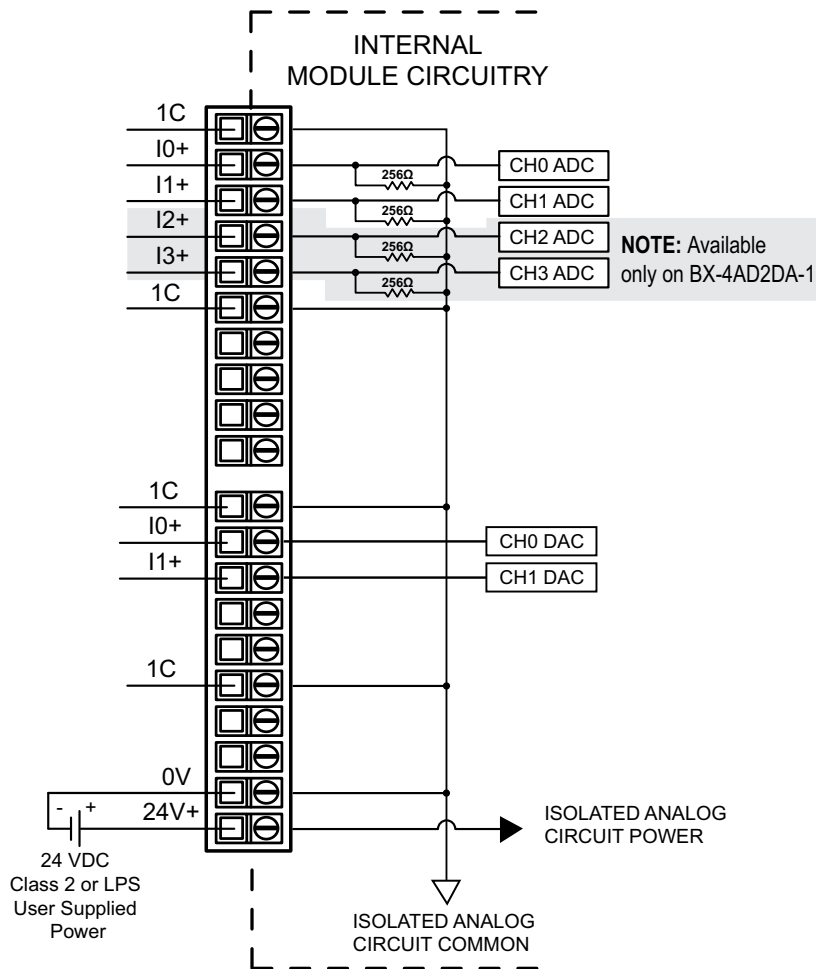 INTERNAL
MODULE CIRCUITRY
1C
I0+
CH0 ADC
256Ω
I1+
CH1 ADC
256Ω
I2+
CH2 ADC
256Ω
I3+
CH3 ADC
256Ω
NOTE: Available
only on BX-4AD2DA-1
1C
1C
I0+
CH0 DAC
I1+
CH1 DAC
1C
0V
- +
24V+
24 VDC
Class 2 or LPS
User Supplied
Power
ISOLATED ANALOG
CIRCUIT POWER
ISOLATED ANALOG
CIRCUIT COMMON